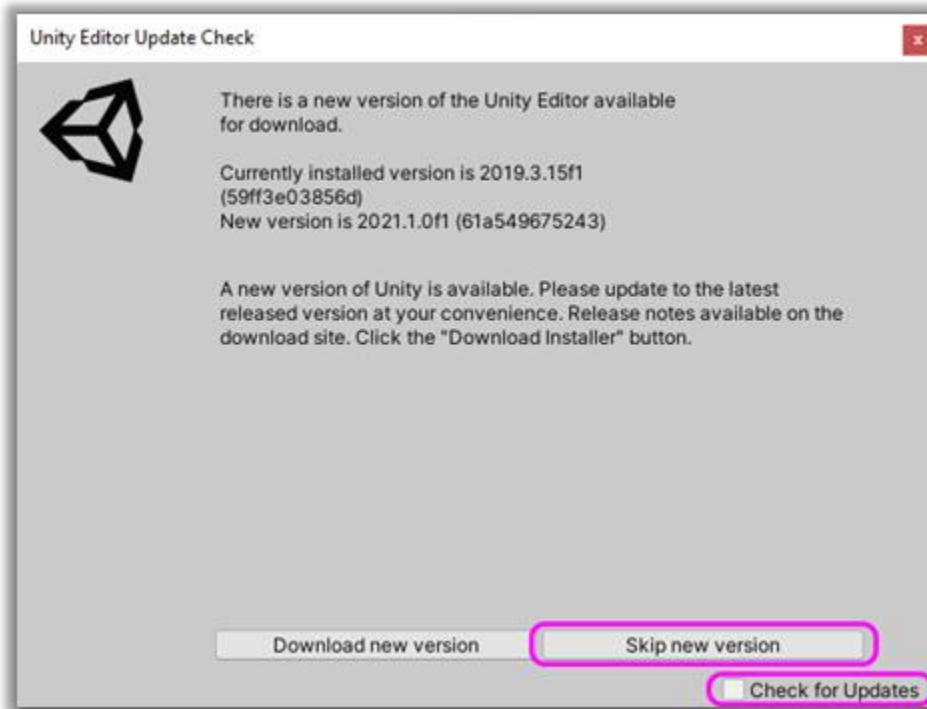 Unity Editor Update Check
x
There is a new version of the Unity Editor available
for download.
Currently installed version is 2019.3.15f1
(59ff3e03856d)
New version is 2021.1.0f1 (61a549675243)
A new version of Unity is available. Please update to the latest
released version at your convenience. Release notes available on the
download site. Click the "Download Installer" button.
Download new version
Skip new version
Check for Updates